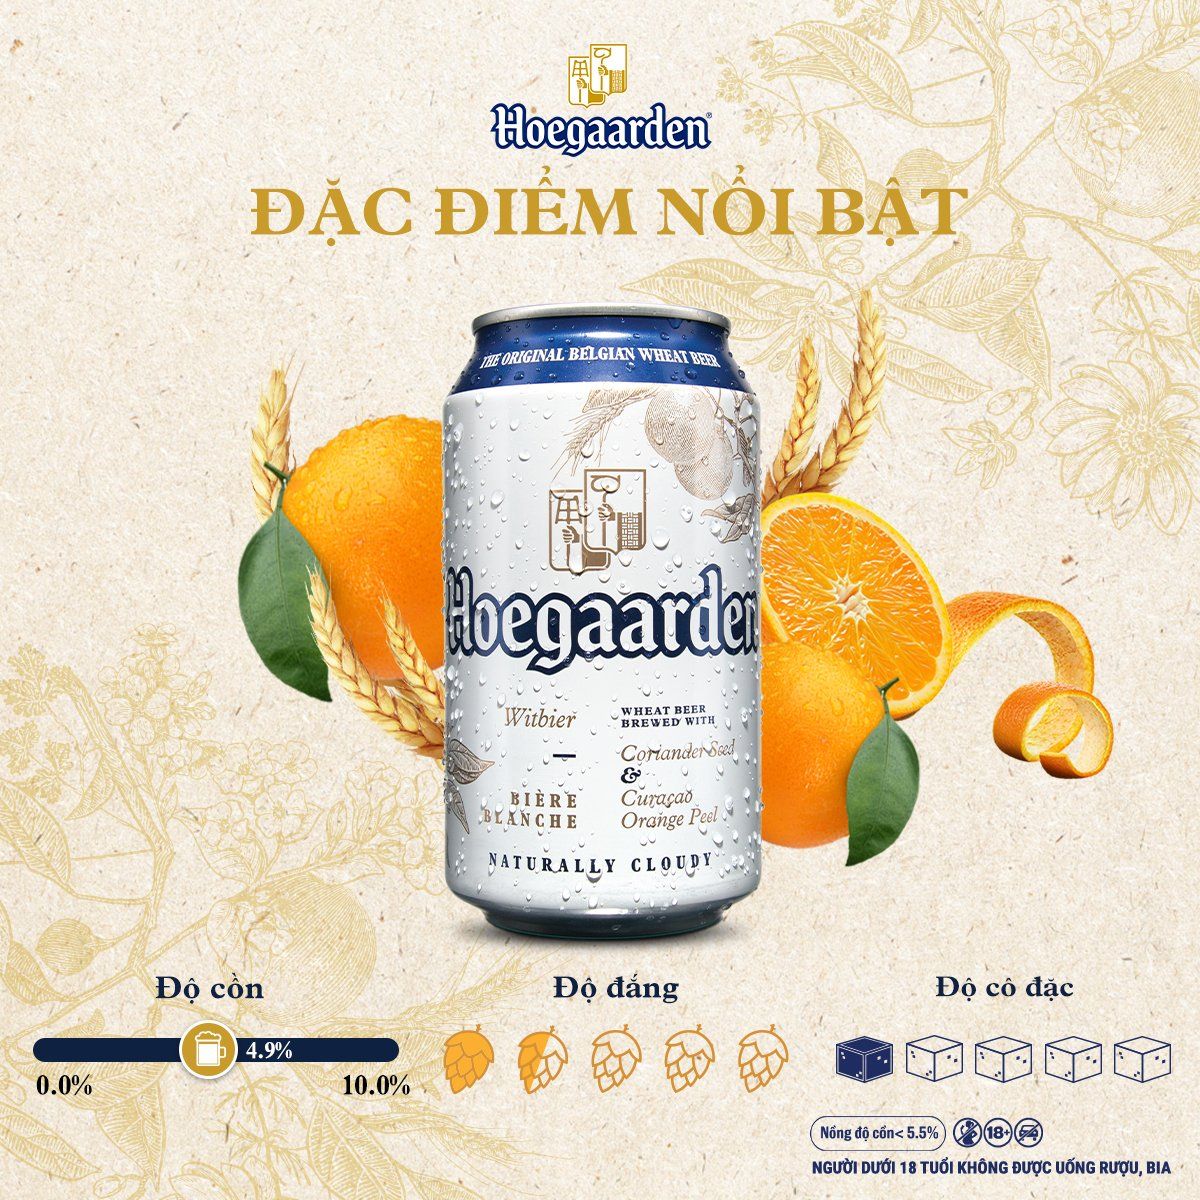 Hoegaarden®
ĐẶC ĐIỂM NỔI BẬT
THE ORIGINAL BELGIAN WHEAT BEER
Hoegaarden
Witbier
BIÈRE
BLANCHE
WHEAT BEER
BREWED WITH
Coriander Seed
&
Curaçao
Orange Peel
NATURALLY CLOUDY
Độ cồn
4.9%
0.0% 10.0%
Độ đắng
Độ cô đặc
Nồng độ cồn< 5.5% 18+
NGƯỜI DƯỚI 18 TUỔI KHÔNG ĐƯỢC UỐNG RƯỢU, BIA